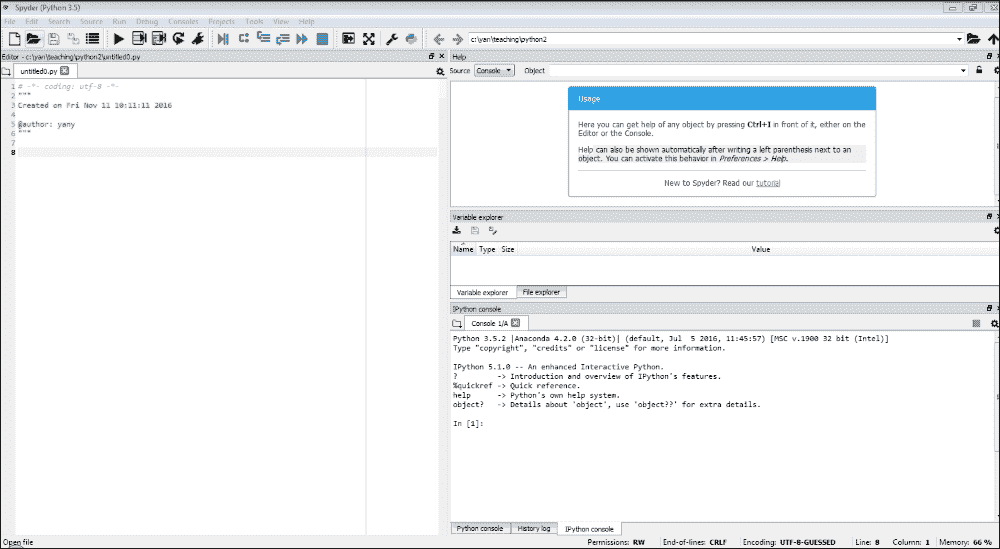 Spyder (Python 3.5)
File Edit Search Source Run Debug Consoles Projects Tools View Help
c:\yan\teaching\python2
Editor - c:\yan\teaching\python2\untitled0.py
untitled0.py
1 # -*- coding: utf-8 -*-
2 """
3 Created on Fri Nov 11 10:11:11 2016
4
5 @author: yany
6 """
7
8
Help
Source Console Object
Usage
Here you can get help of any object by pressing Ctrl+I in front of it, either on the
Editor or the Console.
Help can also be shown automatically after writing a left parenthesis next to an
object. You can activate this behavior in Preferences > Help.
New to Spyder? Read our tutorial
Variable explorer
Name Type Size Value
Variable explorer File explorer
IPython console
Console 1/A
Python 3.5.2 |Anaconda 4.2.0 (32-bit)| (default, Jul  5 2016, 11:45:57) [MSC v.1900 32 bit (Intel)]
Type "copyright", "credits" or "license" for more information.
IPython 5.1.0 -- An enhanced Interactive Python.
?         -> Introduction and overview of IPython's features.
%quickref -> Quick reference.
help      -> Python's own help system.
object?   -> Details about 'object', use 'object??' for extra details.
In [1]:
Python console History log IPython console
Open file Permissions: RW End-of-lines: CRLF Encoding: UTF-8-GUESSED Line: 8 Column: 1 Memory: 66 %